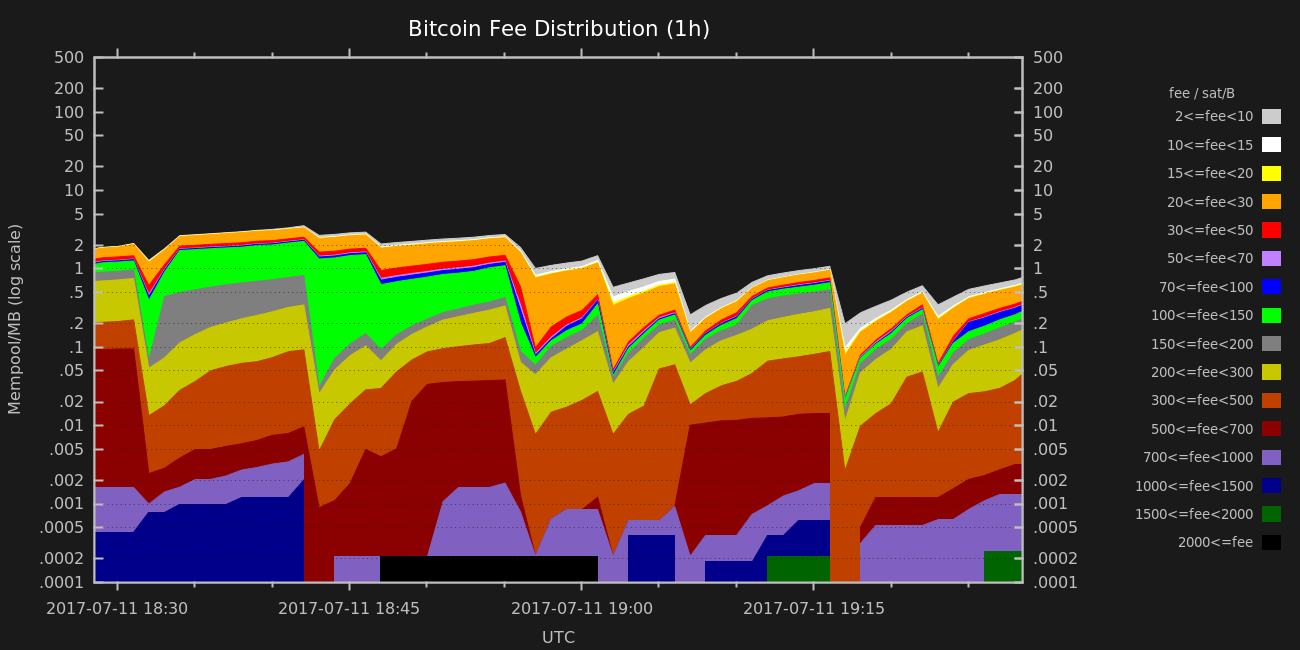 Bitcoin Fee Distribution (1h)
Mempool/MB (log scale)
500
200
100
50
20
10
5
2
1
.5
.2
.1
.05
.02
.01
.005
.002
.001
.0005
.0002
.0001
500
200
100
50
20
10
5
2
1
.5
.2
.1
.05
.02
.01
.005
.002
.001
.0005
.0002
.0001
2017-07-11 18:30
2017-07-11 18:45
2017-07-11 19:00
2017-07-11 19:15
UTC
fee / sat/B
2<=fee<10
10<=fee<15
15<=fee<20
20<=fee<30
30<=fee<50
50<=fee<70
70<=fee<100
100<=fee<150
150<=fee<200
200<=fee<300
300<=fee<500
500<=fee<700
700<=fee<1000
1000<=fee<1500
1500<=fee<2000
2000<=fee